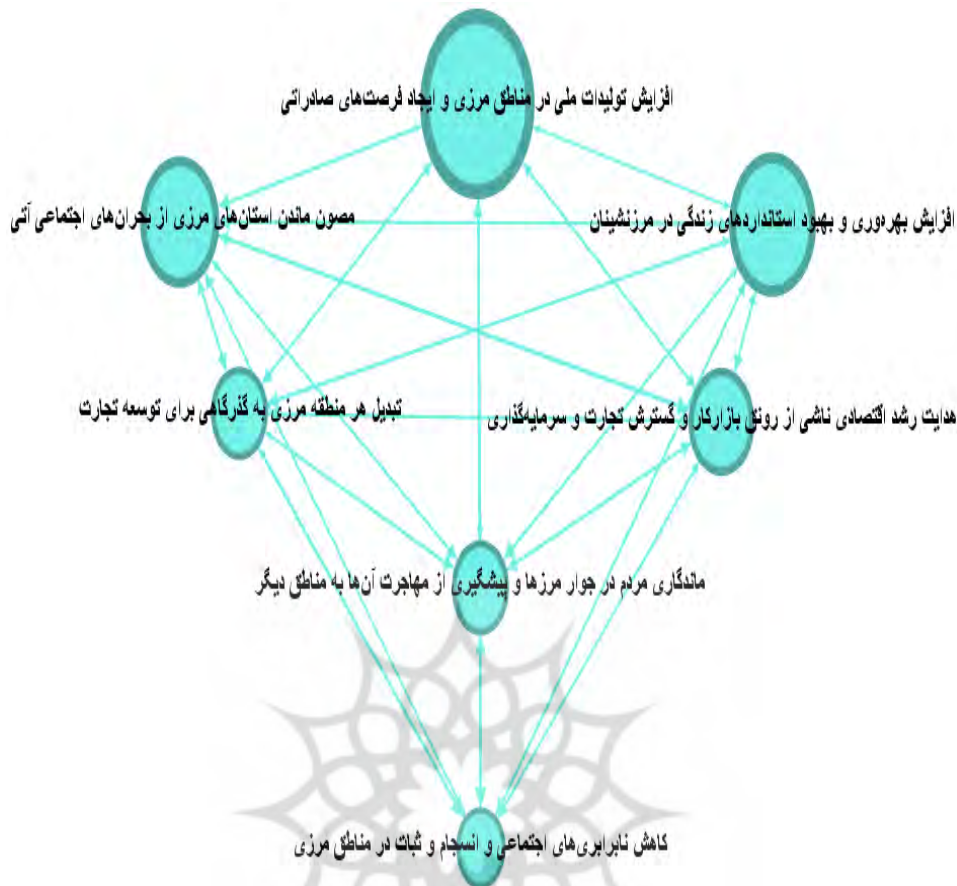 افزایش تولیدات ملی در مناطق مرزی و ایجاد فرصت‌های صادراتی
افزایش بهره‌وری و بهبود استانداردهای زندگی در مرزنشینان
مصون ماندن استان‌های مرزی از بحران‌های اجتماعی آتی
هدایت رشد اقتصادی ناشی از رونق بازارکار و گسترش تجارت و سرمایه‌گذاری
تبدیل هر منطقه مرزی به گذرگاهی برای توسعه تجارت
ماندگاری مردم در جوار مرزها و پیشگیری از مهاجرت آن‌ها به مناطق دیگر
کاهش نابرابری‌های اجتماعی و انسجام و ثبات در مناطق مرزی